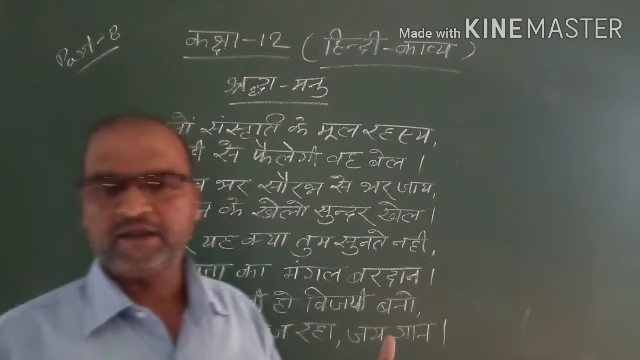 Made with KINEMASTER
Part-8
कक्षा-12 (हिन्दी-काव्य)
श्रद्धा-मनु
संसृति के मूल रहस्य,
से फैलेगी वह बेल।
भर सौरभ से भर जाय,
के खेलो सुन्दर खेल।
यह क्या तुम सुनते नहीं,
का मंगल वरदान।
हो विजयी बनो,
रहा, जय-गान।